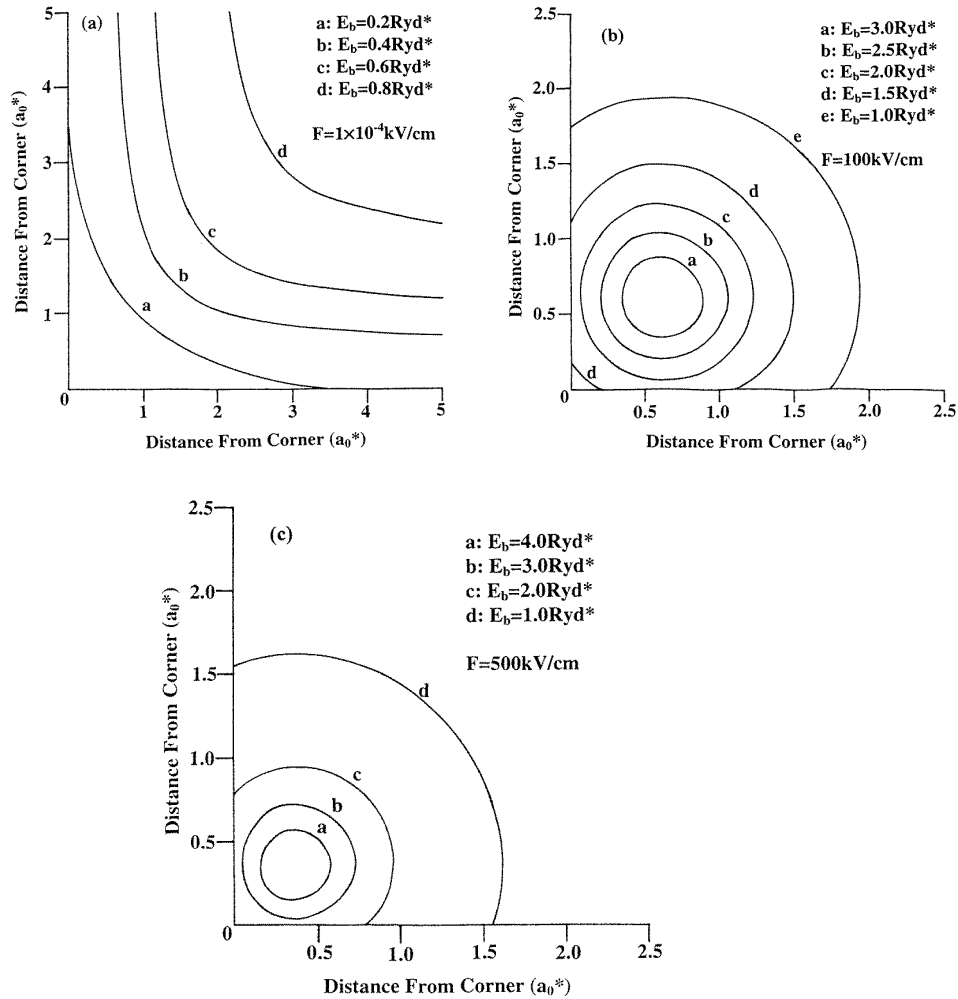 (a)
a: E_b=0.2Ryd*
b: E_b=0.4Ryd*
c: E_b=0.6Ryd*
d: E_b=0.8Ryd*
F=1×10⁻⁴kV/cm
5
4
3
2
1
0
a
b
c
d
1
2
3
4
5
Distance From Corner (a₀*)
Distance From Corner (a₀*)
(b)
a: E_b=3.0Ryd*
b: E_b=2.5Ryd*
c: E_b=2.0Ryd*
d: E_b=1.5Ryd*
e: E_b=1.0Ryd*
F=100kV/cm
2.5
2.0
1.5
1.0
0.5
0
e
d
c
b
a
d
0.5
1.0
1.5
2.0
2.5
Distance From Corner (a₀*)
Distance From Corner (a₀*)
(c)
a: E_b=4.0Ryd*
b: E_b=3.0Ryd*
c: E_b=2.0Ryd*
d: E_b=1.0Ryd*
F=500kV/cm
2.5
2.0
1.5
1.0
0.5
0
d
c
b
a
0.5
1.0
1.5
2.0
2.5
Distance From Corner (a₀*)
Distance From Corner (a₀*)